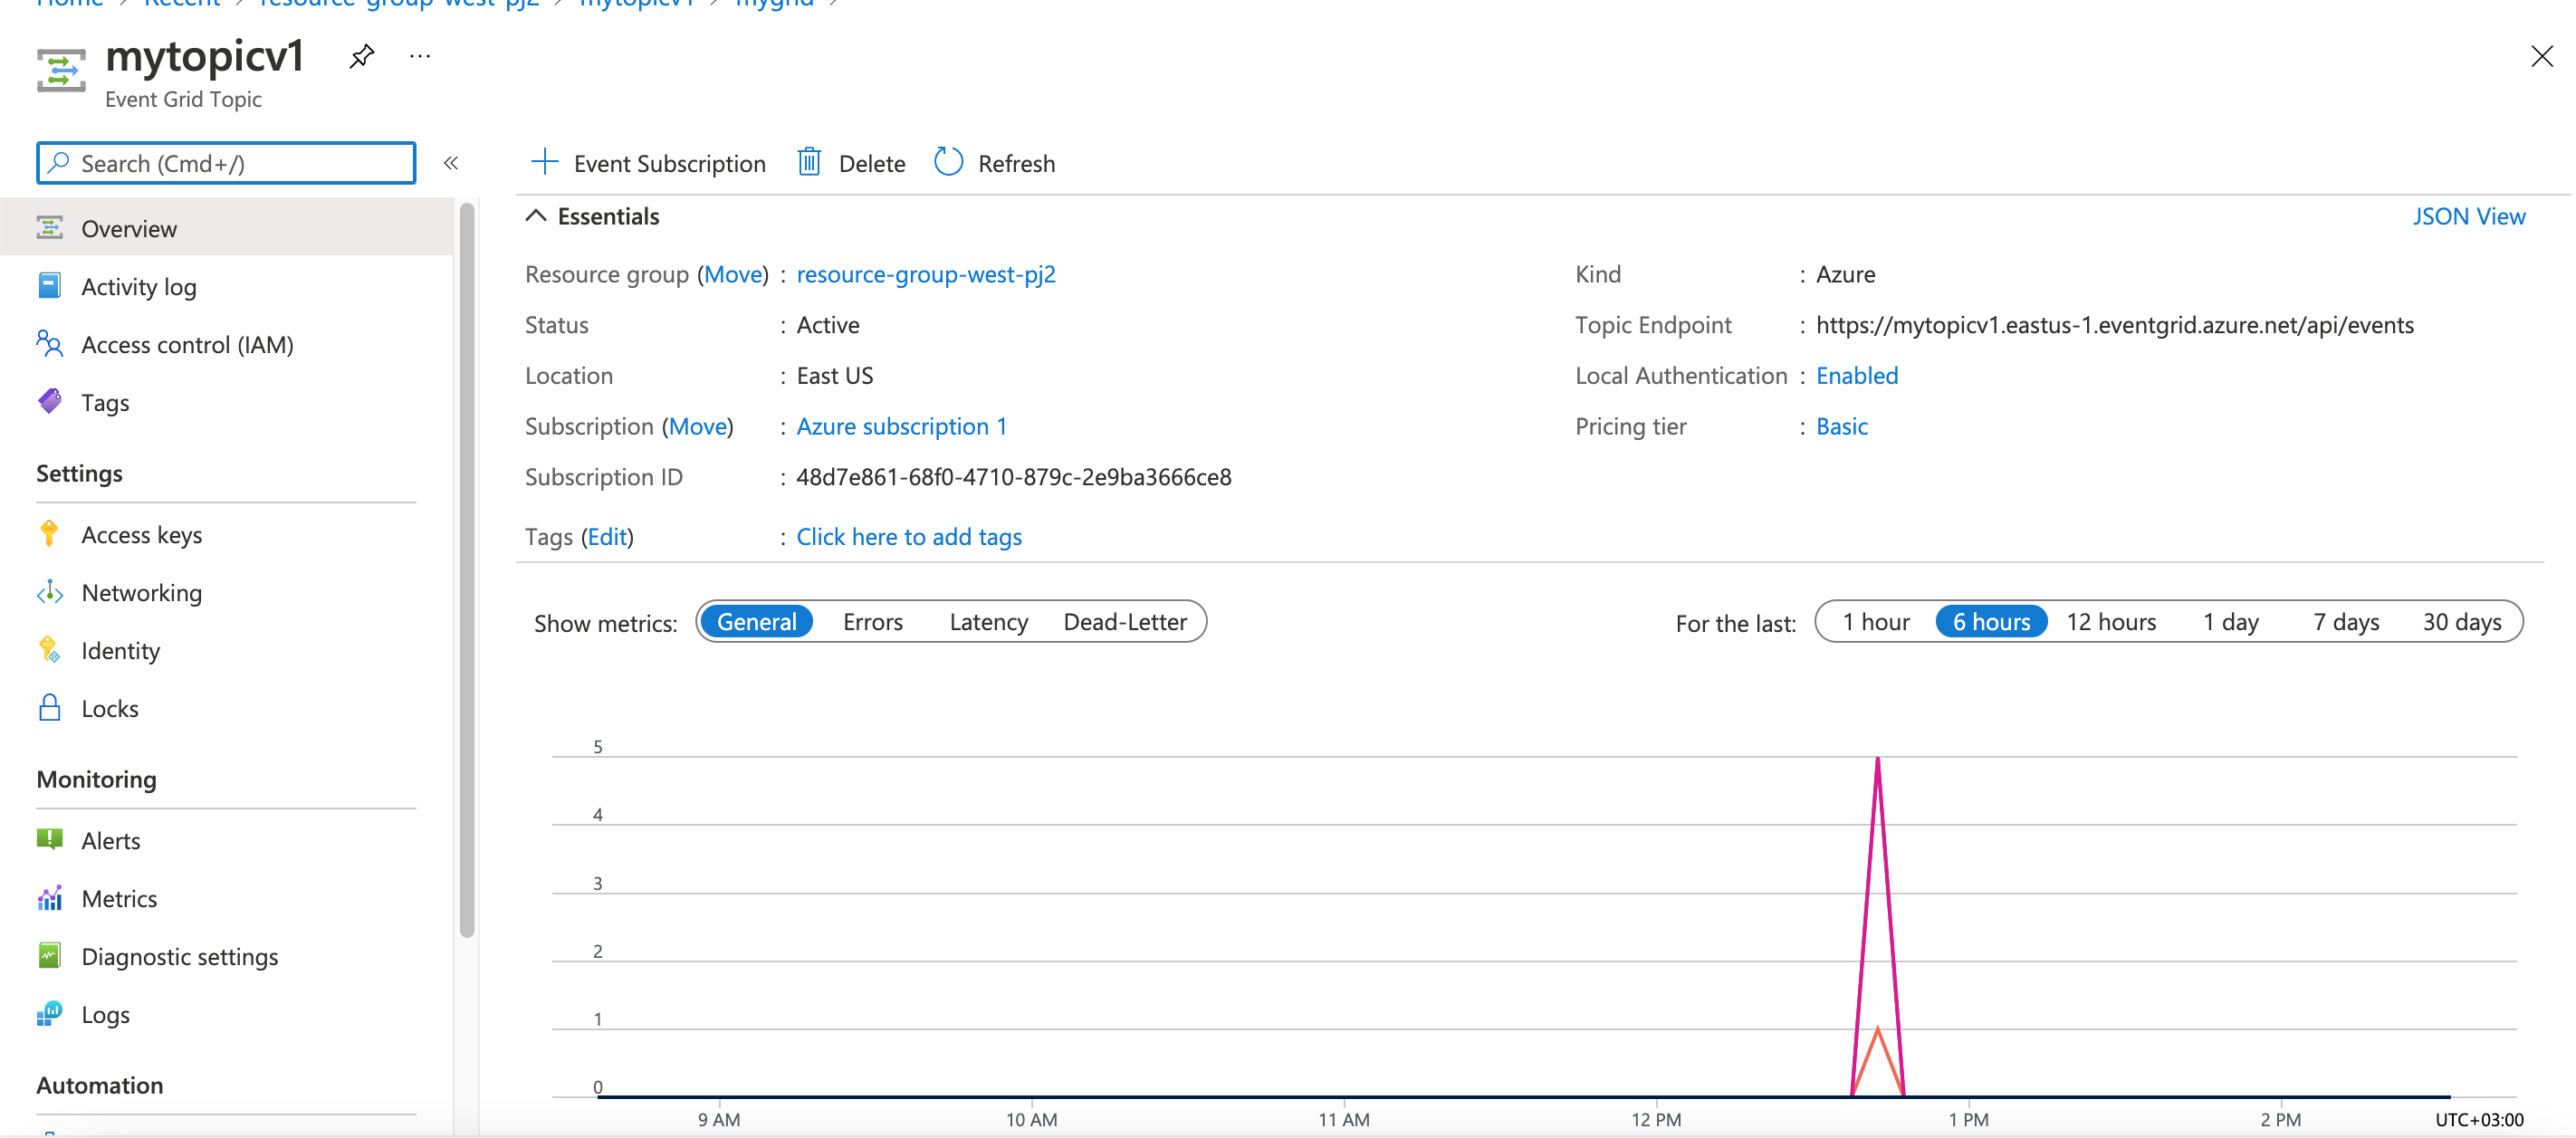 Home > Recent > resource-group-west-pj2 > mytopicv1 > mygrid >
mytopicv1
Event Grid Topic
Search (Cmd+/)
Overview
Activity log
Access control (IAM)
Tags
Settings
Access keys
Networking
Identity
Locks
Monitoring
Alerts
Metrics
Diagnostic settings
Logs
Automation
Event Subscription Delete Refresh
Essentials JSON View
Resource group (Move) : resource-group-west-pj2
Status : Active
Location : East US
Subscription (Move) : Azure subscription 1
Subscription ID : 48d7e861-68f0-4710-879c-2e9ba3666ce8
Tags (Edit) : Click here to add tags
Kind : Azure
Topic Endpoint : https://mytopicv1.eastus-1.eventgrid.azure.net/api/events
Local Authentication : Enabled
Pricing tier : Basic
Show metrics: General Errors Latency Dead-Letter
For the last: 1 hour 6 hours 12 hours 1 day 7 days 30 days
5
4
3
2
1
0
9 AM 10 AM 11 AM 12 PM 1 PM 2 PM UTC+03:00